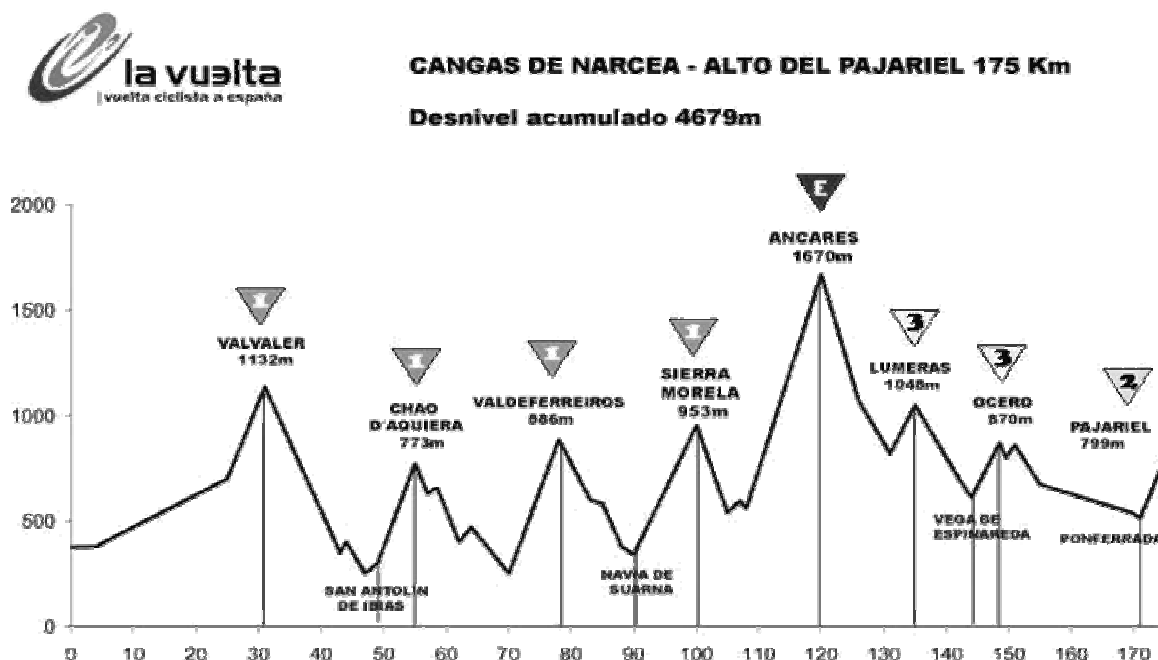 la vuelta
vuelta ciclista a españa
CANGAS DE NARCEA - ALTO DEL PAJARIEL 175 Km
Desnivel acumulado 4679m
2000
1500
1000
500
0
E
ANCARES
1670m
1
VALVALER
1132m
1
CHAO
D'AQUIERA
773m
1
VALDEFERREIROS
886m
1
SIERRA
MORELA
953m
3
LUMERAS
1048m
3
OCERO
870m
2
PAJARIEL
799m
SAN ANTOLÍN
DE IBIAS
NAVIA DE
SUARNA
VEGA DE
ESPINAREDA
PONFERRADA
0 10 20 30 40 50 60 70 80 90 100 110 120 130 140 150 160 170